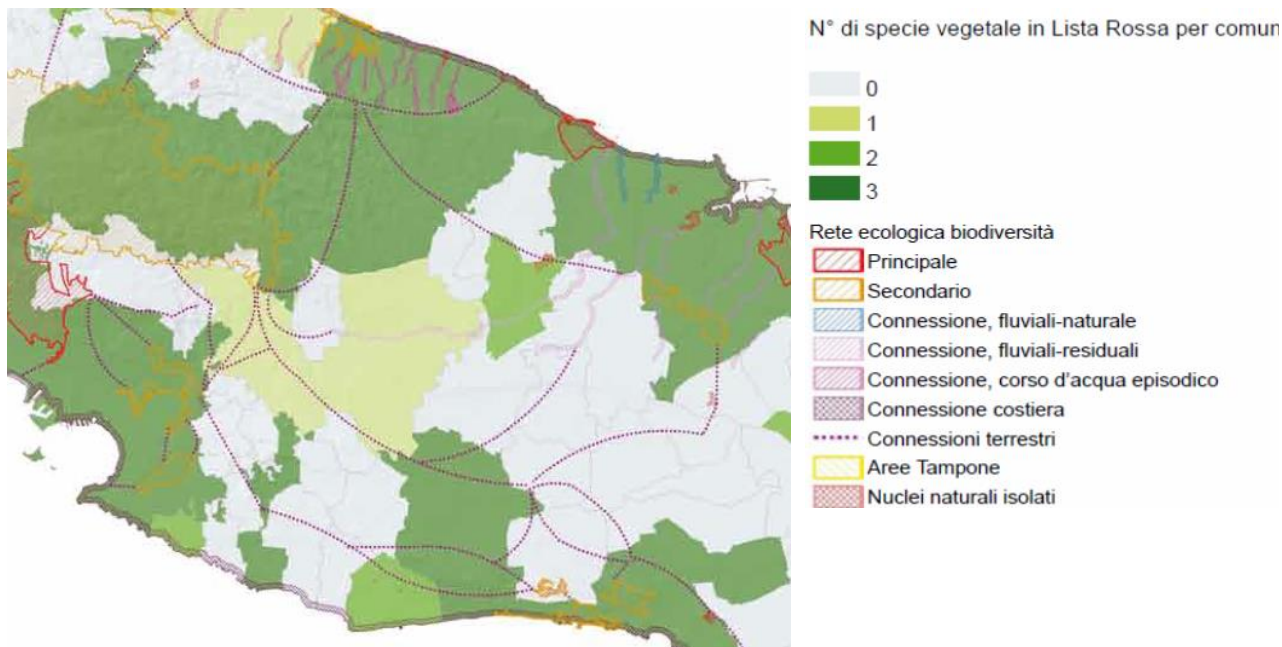 N° di specie vegetale in Lista Rossa per comun
0
1
2
3
Rete ecologica biodiversità
Principale
Secondario
Connessione, fluviali-naturale
Connessione, fluviali-residuali
Connessione, corso d'acqua episodico
Connessione costiera
Connessioni terrestri
Aree Tampone
Nuclei naturali isolati